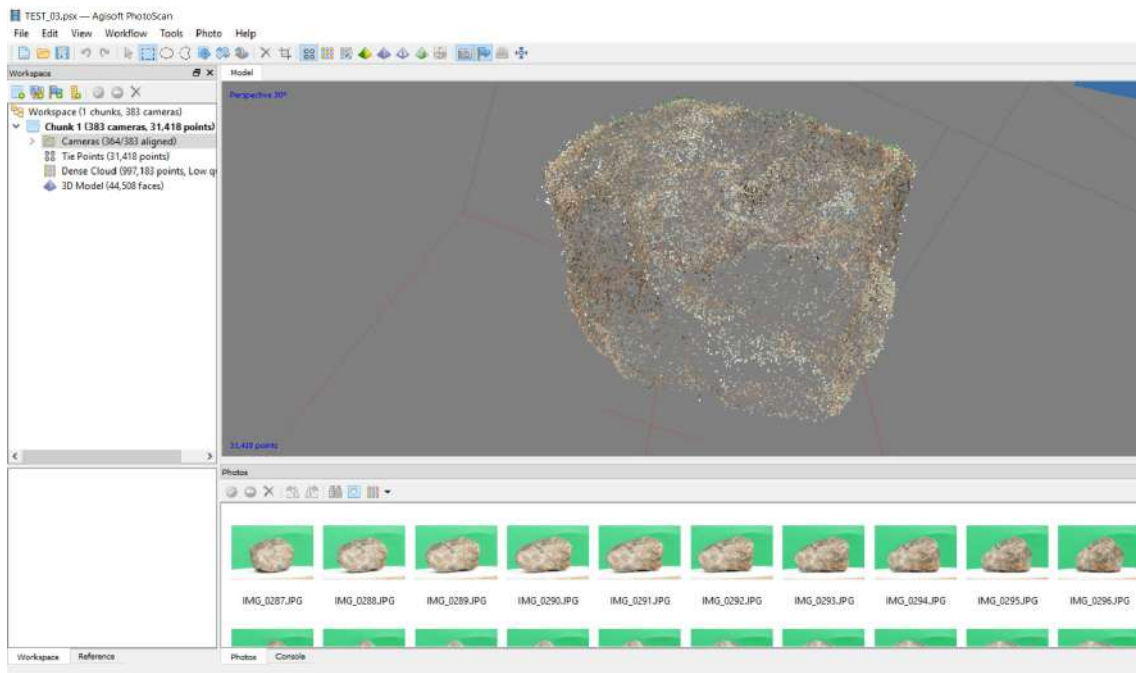 TEST_03.psx — Agisoft PhotoScan
File Edit View Workflow Tools Photo Help
Workspace
Model
Workspace (1 chunks, 383 cameras)
Chunk 1 (383 cameras, 31,418 points)
Cameras (364/383 aligned)
Tie Points (31,418 points)
Dense Cloud (997,183 points, Low q
3D Model (44,508 faces)
Perspective 30°
31,418 points
Photos
IMG_0287.JPG IMG_0288.JPG IMG_0289.JPG IMG_0290.JPG IMG_0291.JPG IMG_0292.JPG IMG_0293.JPG IMG_0294.JPG IMG_0295.JPG IMG_0296.JPG
Workspace Reference
Photos Console